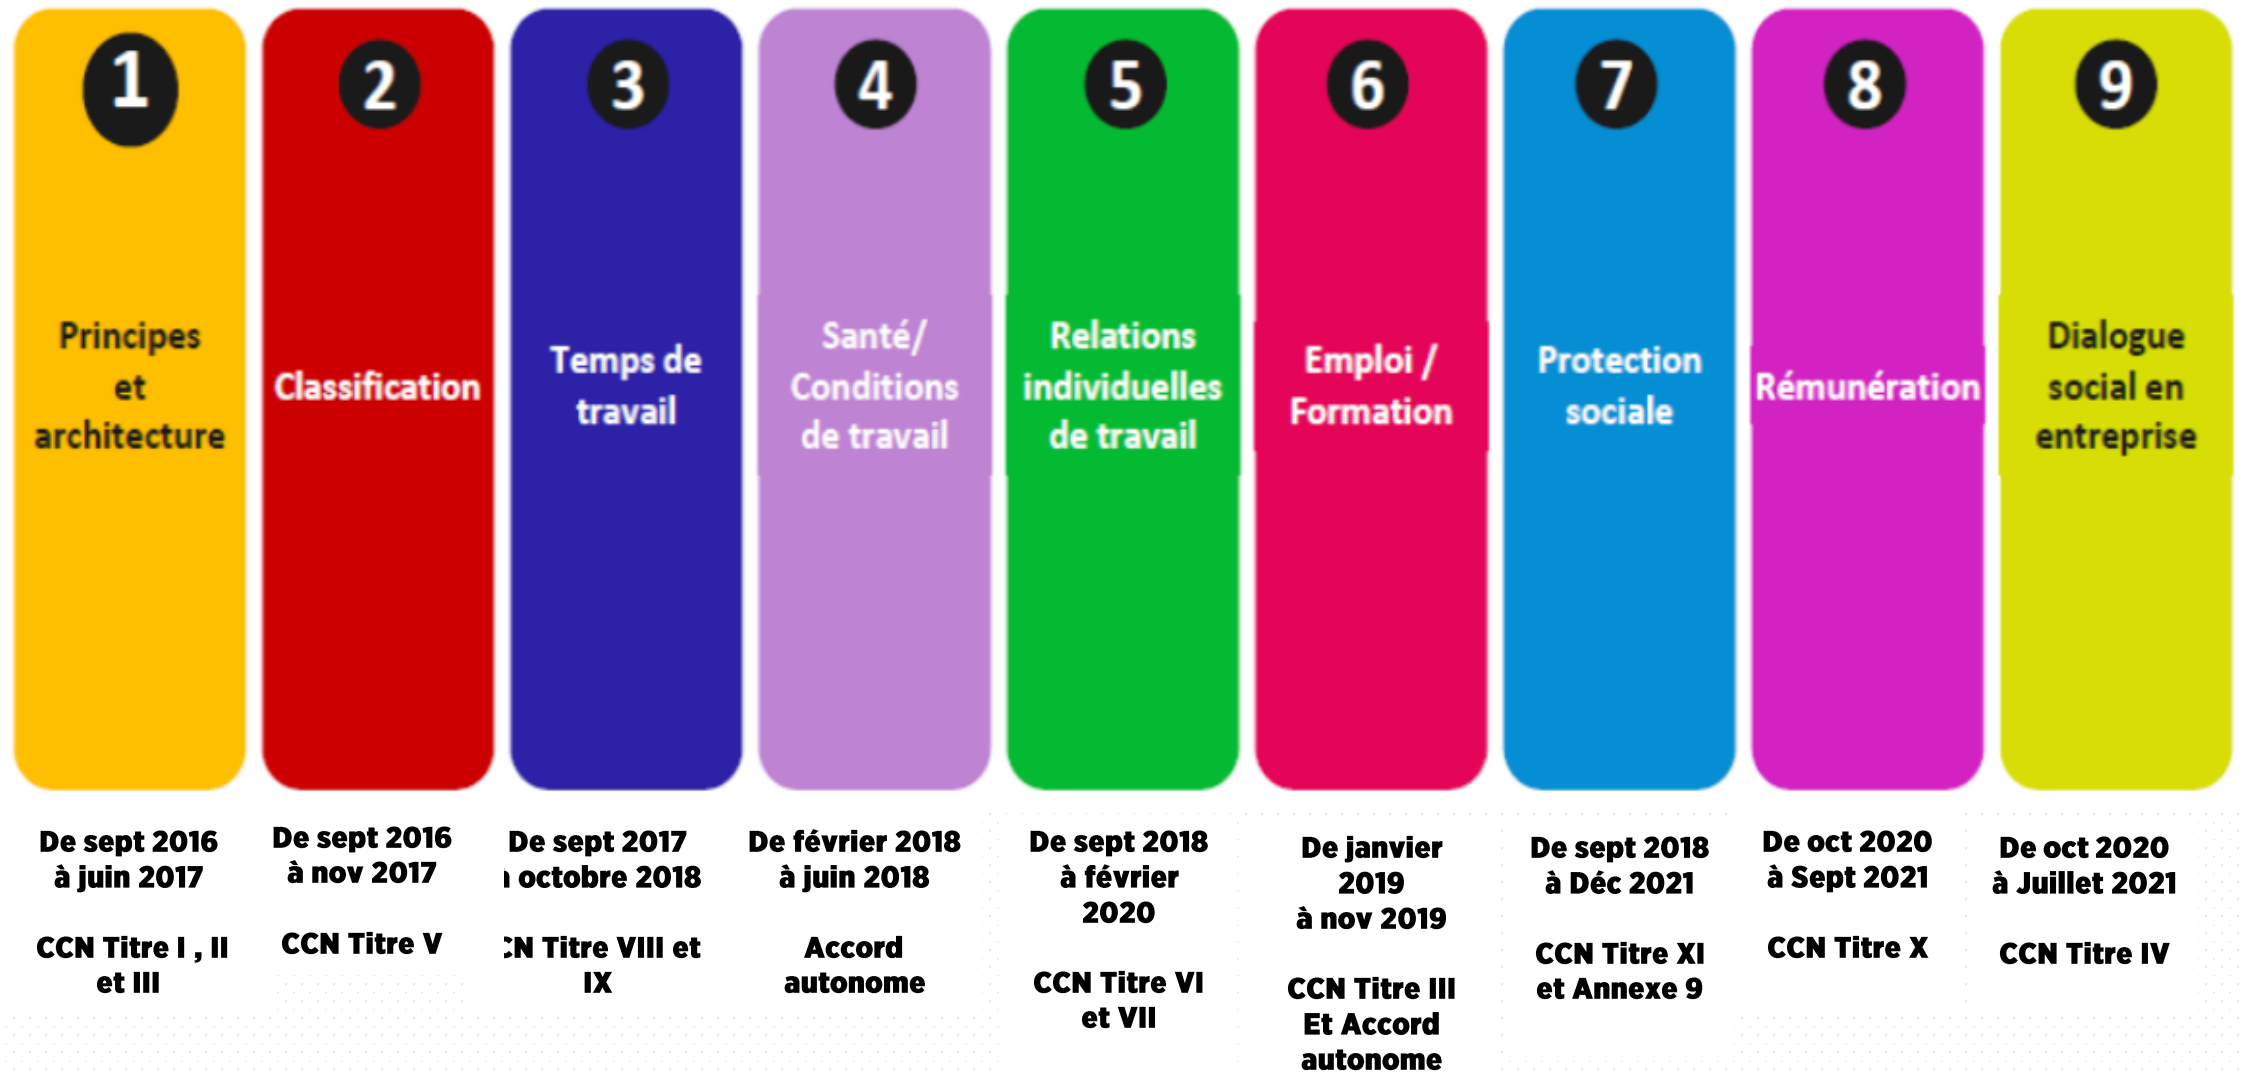 1
Principes
et
architecture
De sept 2016
à juin 2017
CCN Titre I , II
et III
2
Classification
De sept 2016
à nov 2017
CCN Titre V
3
Temps de
travail
De sept 2017
octobre 2018
CN Titre VIII et
IX
4
Santé/
Conditions
de travail
De février 2018
à juin 2018
Accord
autonome
5
Relations
individuelles
de travail
De sept 2018
à février
2020
CCN Titre VI
et VII
6
Emploi /
Formation
De janvier
2019
à nov 2019
CCN Titre III
Et Accord
autonome
7
Protection
sociale
De sept 2018
à Déc 2021
CCN Titre XI
et Annexe 9
8
Rémunération
De oct 2020
à Sept 2021
CCN Titre X
9
Dialogue
social en
entreprise
De oct 2020
à Juillet 2021
CCN Titre IV